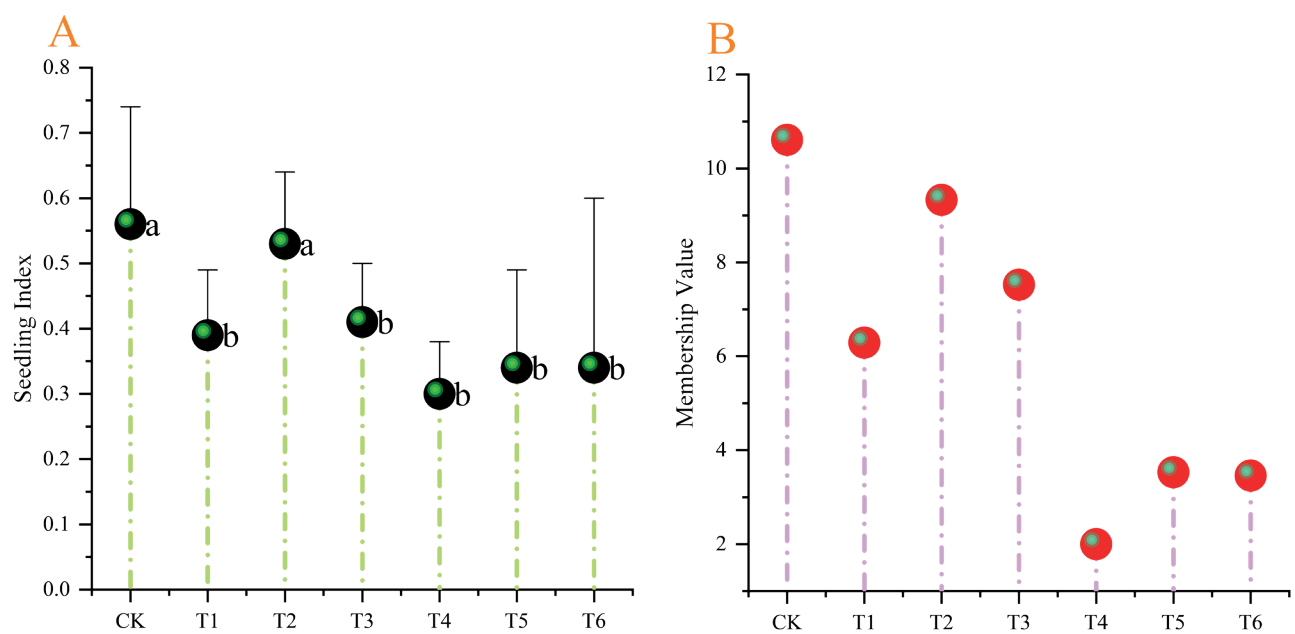 A
Seedling Index
0.8
0.7
0.6
0.5
0.4
0.3
0.2
0.1
0.0
a
b
a
b
b
b
b
CK T1 T2 T3 T4 T5 T6
B
Membership Value
12
10
8
6
4
2
CK T1 T2 T3 T4 T5 T6